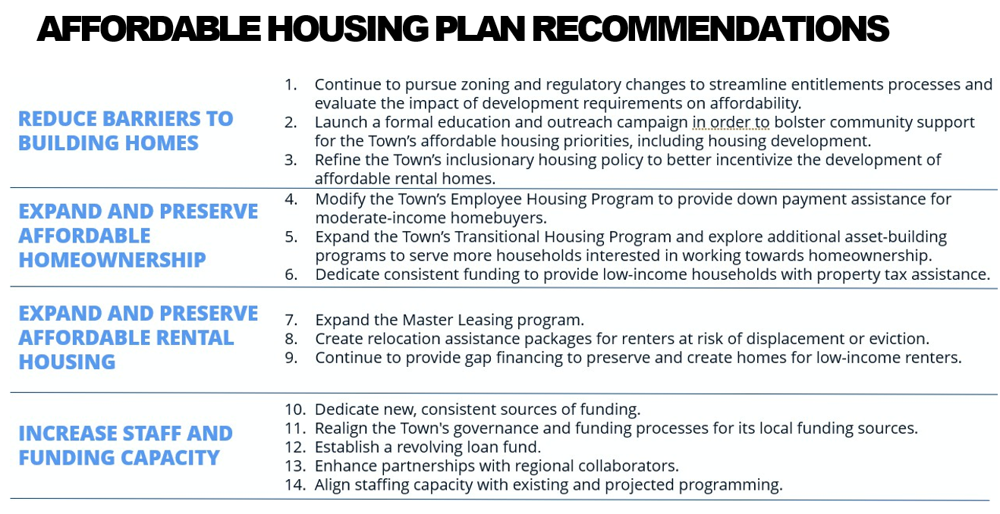 AFFORDABLE HOUSING PLAN RECOMMENDATIONS
REDUCE BARRIERS TO
BUILDING HOMES
1. Continue to pursue zoning and regulatory changes to streamline entitlements processes and
evaluate the impact of development requirements on affordability.
2. Launch a formal education and outreach campaign in order to bolster community support
for the Town’s affordable housing priorities, including housing development.
3. Refine the Town’s inclusionary housing policy to better incentivize the development of
affordable rental homes.
EXPAND AND PRESERVE
AFFORDABLE
HOMEOWNERSHIP
4. Modify the Town’s Employee Housing Program to provide down payment assistance for
moderate-income homebuyers.
5. Expand the Town’s Transitional Housing Program and explore additional asset-building
programs to serve more households interested in working towards homeownership.
6. Dedicate consistent funding to provide low-income households with property tax assistance.
EXPAND AND PRESERVE
AFFORDABLE RENTAL
HOUSING
7. Expand the Master Leasing program.
8. Create relocation assistance packages for renters at risk of displacement or eviction.
9. Continue to provide gap financing to preserve and create homes for low-income renters.
INCREASE STAFF AND
FUNDING CAPACITY
10. Dedicate new, consistent sources of funding.
11. Realign the Town's governance and funding processes for its local funding sources.
12. Establish a revolving loan fund.
13. Enhance partnerships with regional collaborators.
14. Align staffing capacity with existing and projected programming.